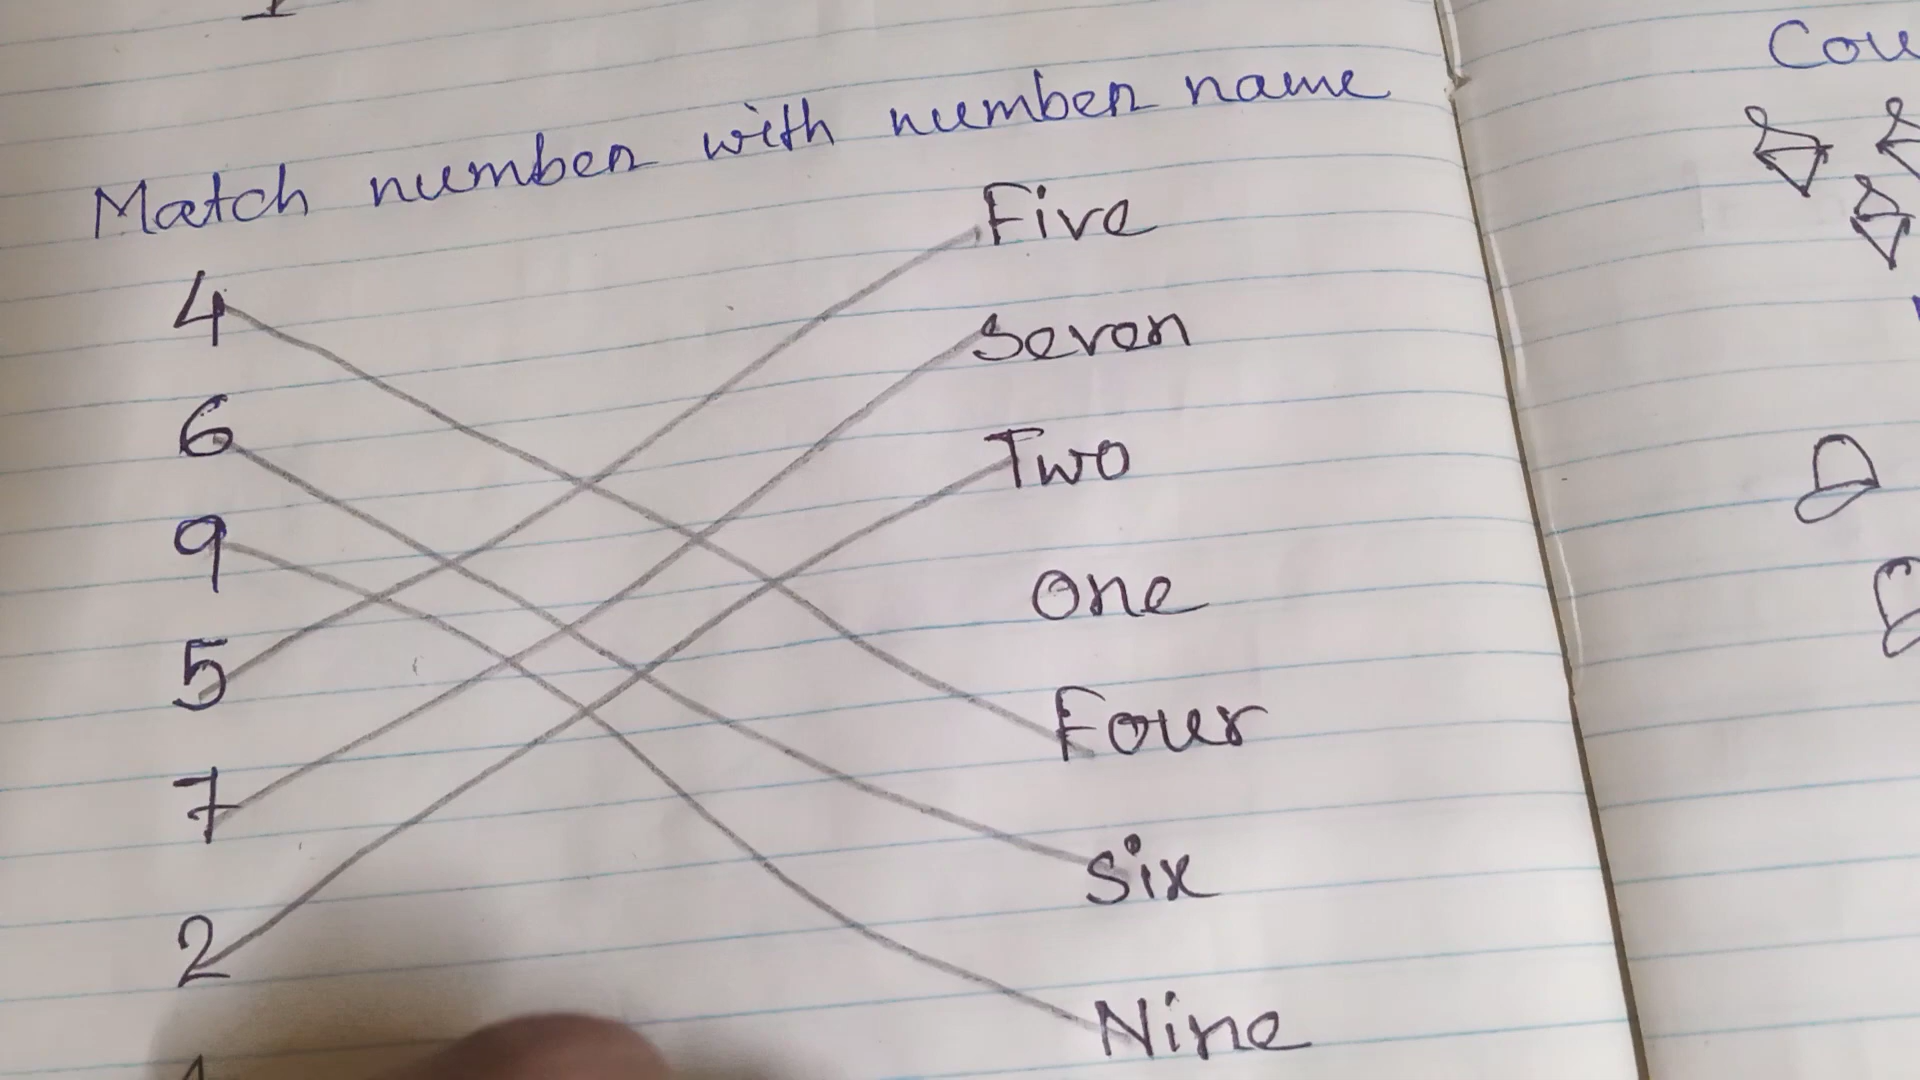 Match number with number name
4 Five
6 Seven
9 Two
5 One
7 Four
2 Six
Nine